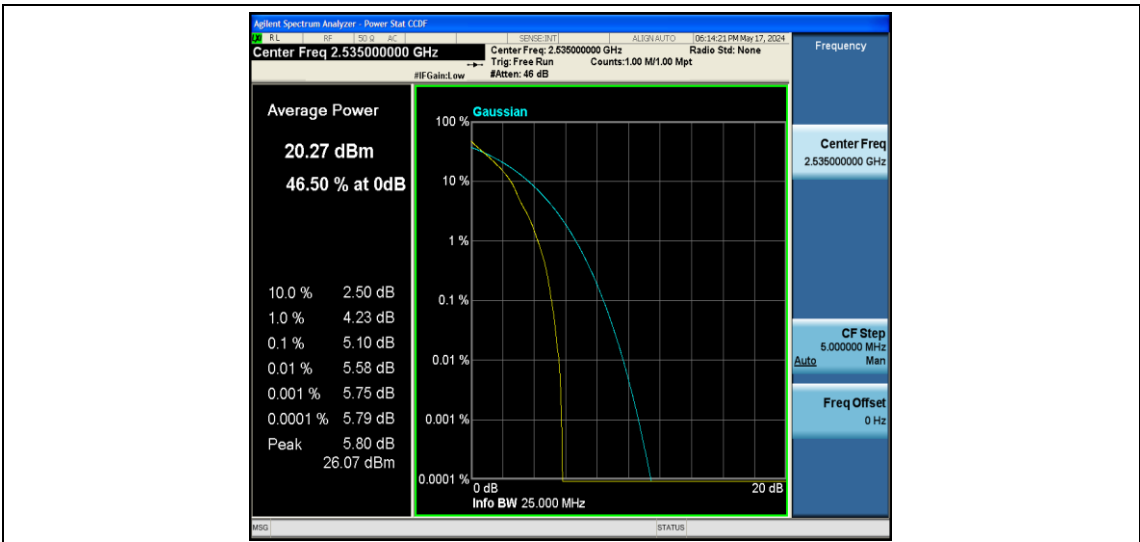 Agilent Spectrum Analyzer - Power Stat CCDF
RL RF 50 Ω AC SENSE:INT ALIGN AUTO 06:14:21 PM May 17, 2024
Center Freq 2.535000000 GHz
Center Freq: 2.535000000 GHz Radio Std: None
Trig: Free Run Counts:1.00 M/1.00 Mpt
#IFGain:Low #Atten: 46 dB
Frequency
Average Power
20.27 dBm
46.50 % at 0dB
10.0 % 2.50 dB
1.0 % 4.23 dB
0.1 % 5.10 dB
0.01 % 5.58 dB
0.001 % 5.75 dB
0.0001 % 5.79 dB
Peak 5.80 dB
26.07 dBm
Gaussian
100 %
10 %
1 %
0.1 %
0.01 %
0.001 %
0.0001 %
0 dB 20 dB
Info BW 25.000 MHz
Center Freq
2.535000000 GHz
CF Step
5.000000 MHz
Auto Man
Freq Offset
0 Hz
MSG STATUS